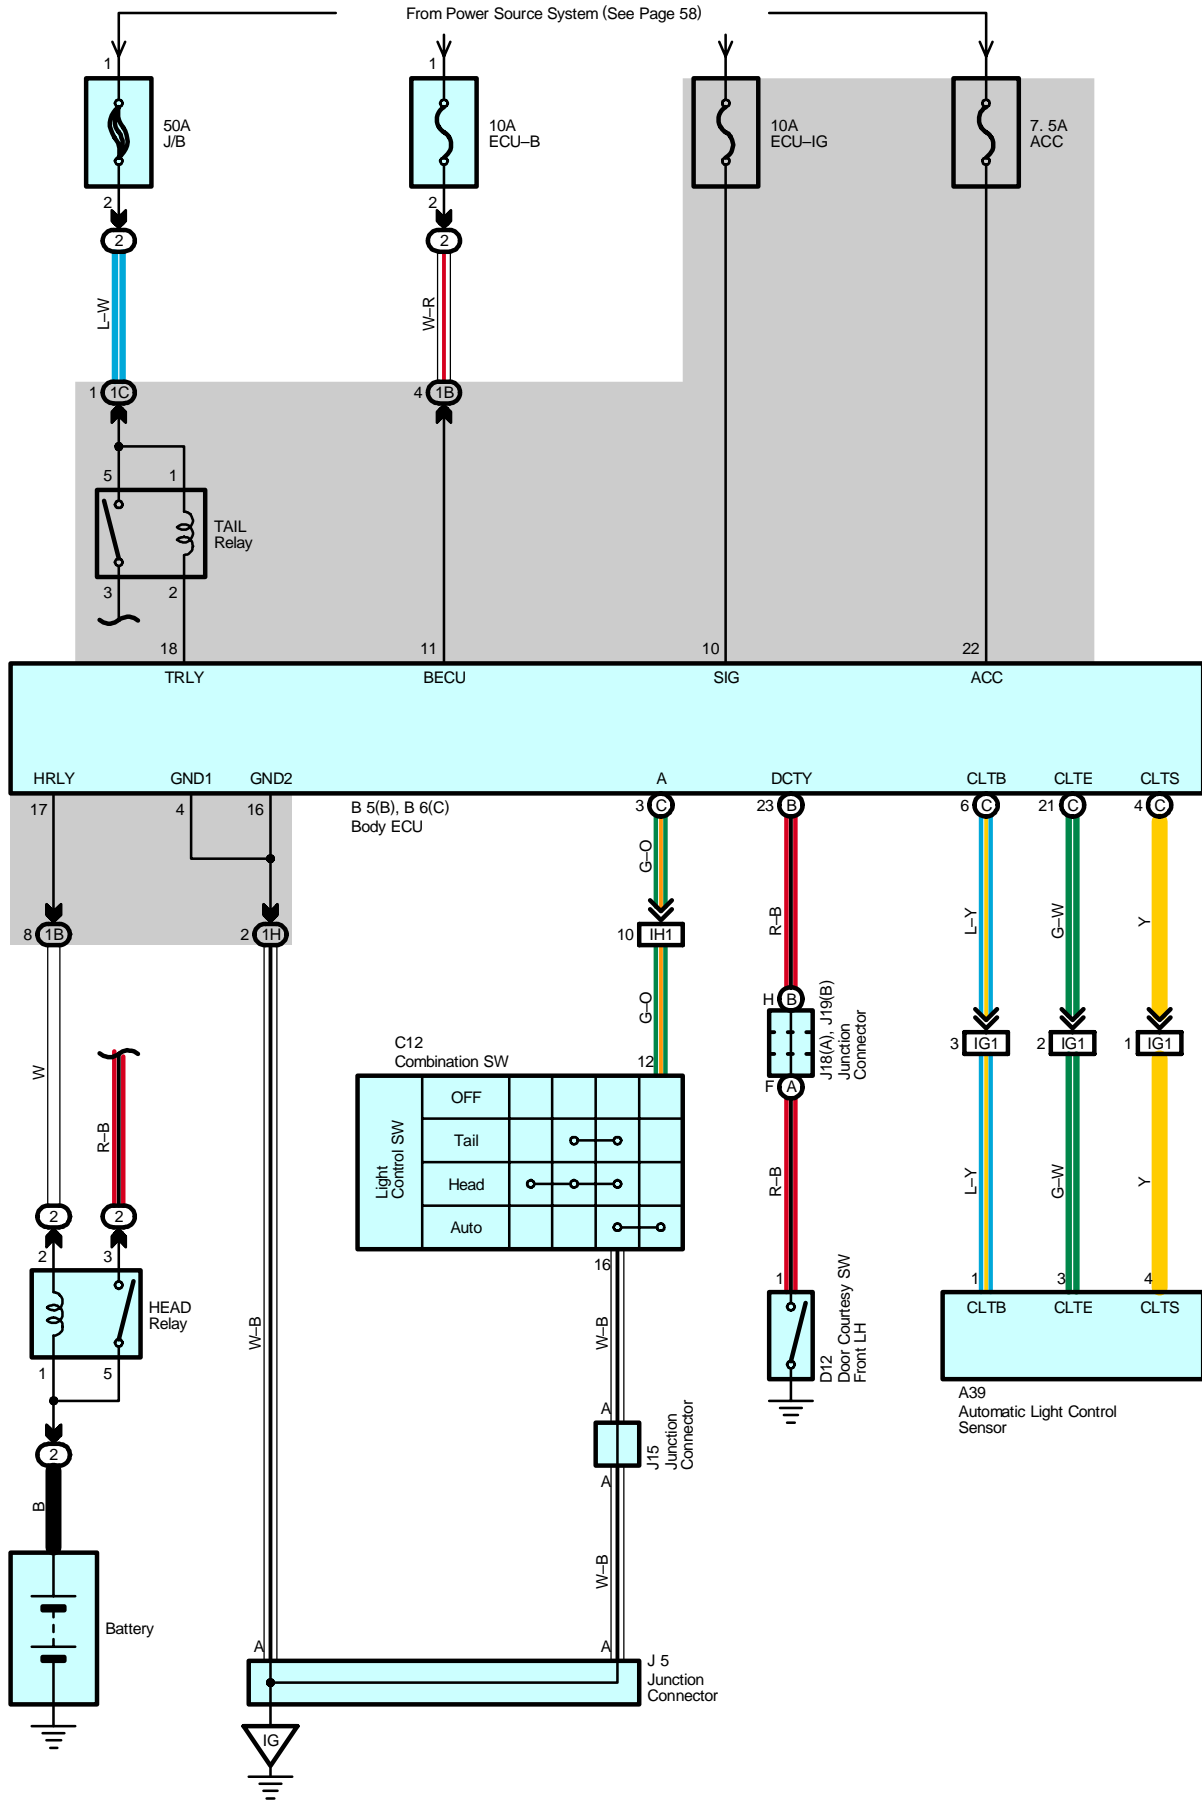 From Power Source System (See Page 58)
1
1
50A
J/B
10A
ECU–B
10A
ECU–IG
7. 5A
ACC
2
2
2
2
L–W
W–R
1 1C
4 1B
5 1
TAIL
Relay
3 2
18
11
10
22
TRLY
BECU
SIG
ACC
HRLY
GND1
GND2
A
DCTY
CLTB
CLTE
CLTS
17
4
16
B 5(B), B 6(C)
Body ECU
3 C
23 B
6 C
21 C
4 C
G–O
R–B
L–Y
G–W
Y
8 1B
2 1H
10 IH1
G–O
H B
J18(A), J19(B)
Junction
Connector
F A
3 IG1
2 IG1
1 IG1
W
R–B
C12
Combination SW
12
Light
Control SW
OFF
Tail
Head
Auto
16
R–B
L–Y
G–W
Y
2
2
2
3
HEAD
Relay
1
5
W–B
W–B
1
D12
Door Courtesy SW
Front LH
1
3
4
CLTB
CLTE
CLTS
A39
Automatic Light Control
Sensor
A
J15
Junction
Connector
A
2
B
W–B
Battery
A
A
J 5
Junction
Connector
IG